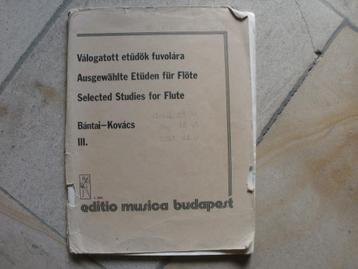 Válogatott etűdök fuvolára
Ausgewählte Etüden für Flöte
Selected Studies for Flute
Bántai–Kovács
III.
editio musica budapest